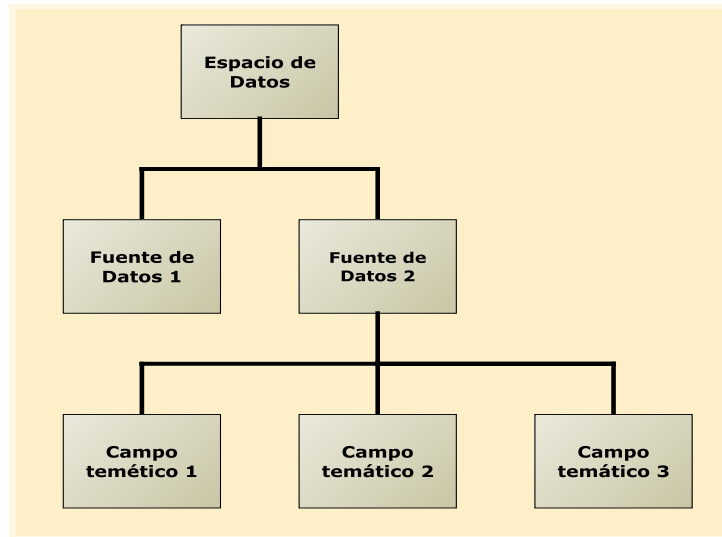 Espacio de
Datos
Fuente de
Datos 1
Fuente de
Datos 2
Campo
temético 1
Campo
temático 2
Campo
temático 3